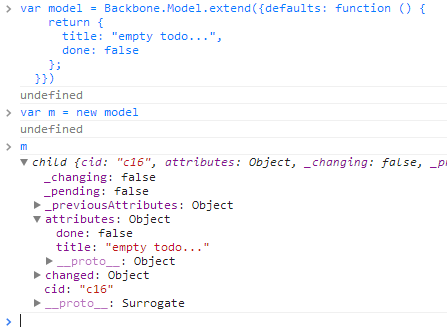 var model = Backbone.Model.extend({defaults: function () {
return {
title: "empty todo...",
done: false
};
}})
undefined
var m = new model
undefined
m
child {cid: "c16", attributes: Object, _changing: false, _p
_changing: false
_pending: false
_previousAttributes: Object
attributes: Object
done: false
title: "empty todo..."
__proto__: Object
changed: Object
cid: "c16"
__proto__: Surrogate